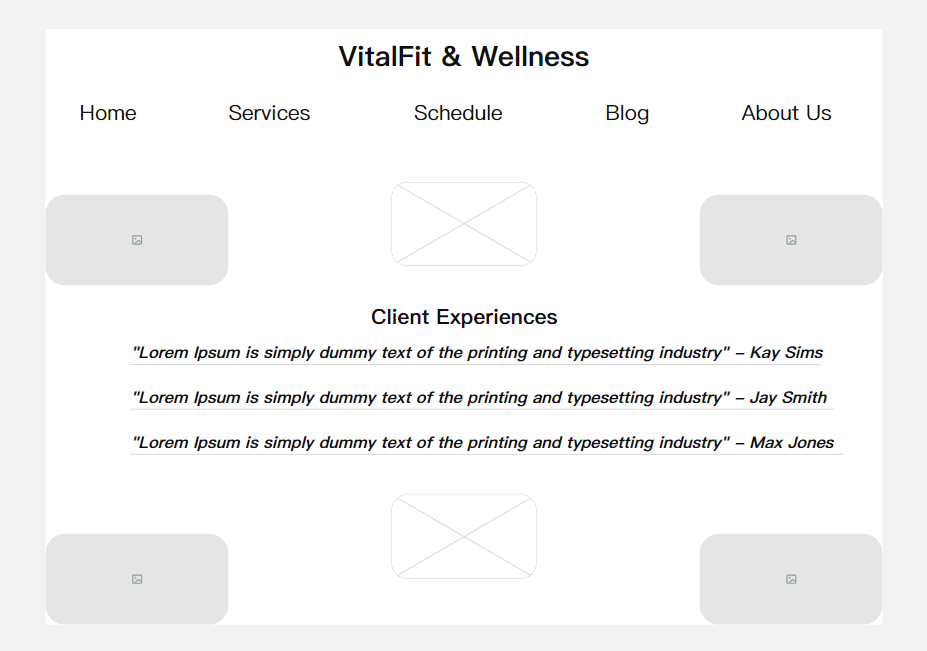 VitalFit & Wellness
Home Services Schedule Blog About Us
Client Experiences
"Lorem Ipsum is simply dummy text of the printing and typesetting industry" – Kay Sims
"Lorem Ipsum is simply dummy text of the printing and typesetting industry" – Jay Smith
"Lorem Ipsum is simply dummy text of the printing and typesetting industry" – Max Jones